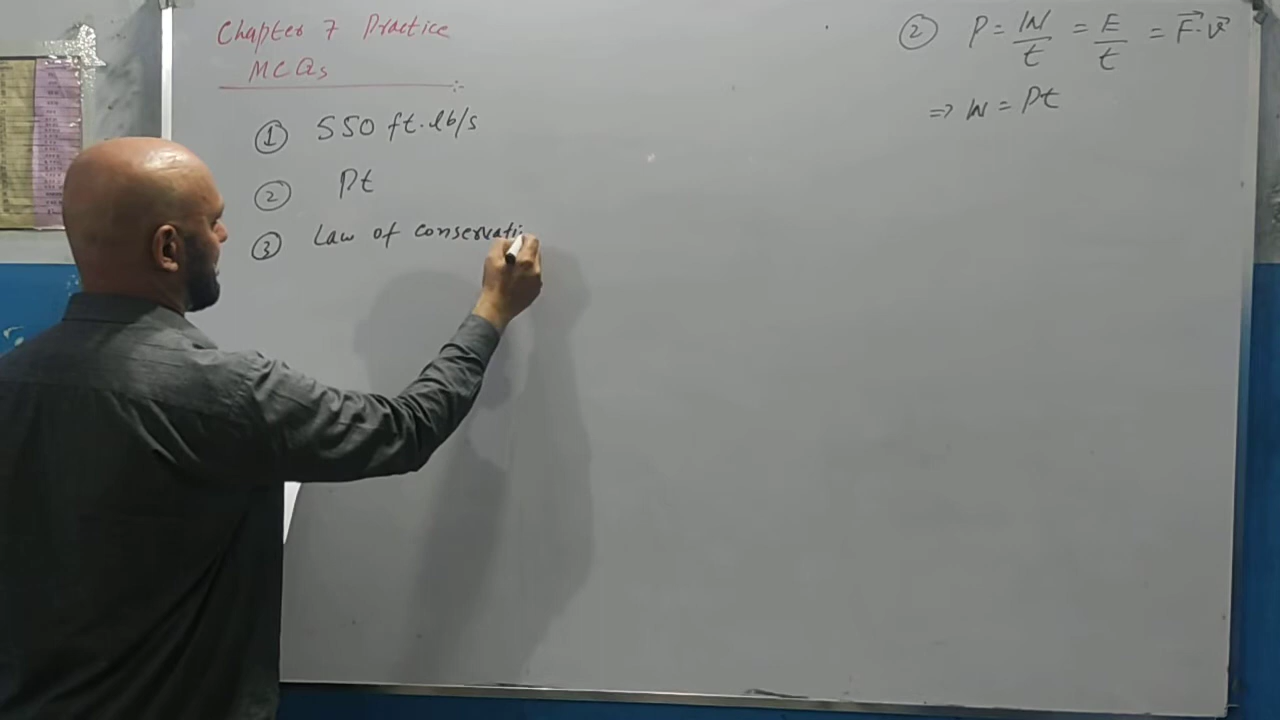 Chapter 7 Practice
MCQs
① 550 ft.lb/s
② Pt
③ Law of conservati
② P = W/t = E/t = F⃗·v⃗
⇒ W = Pt